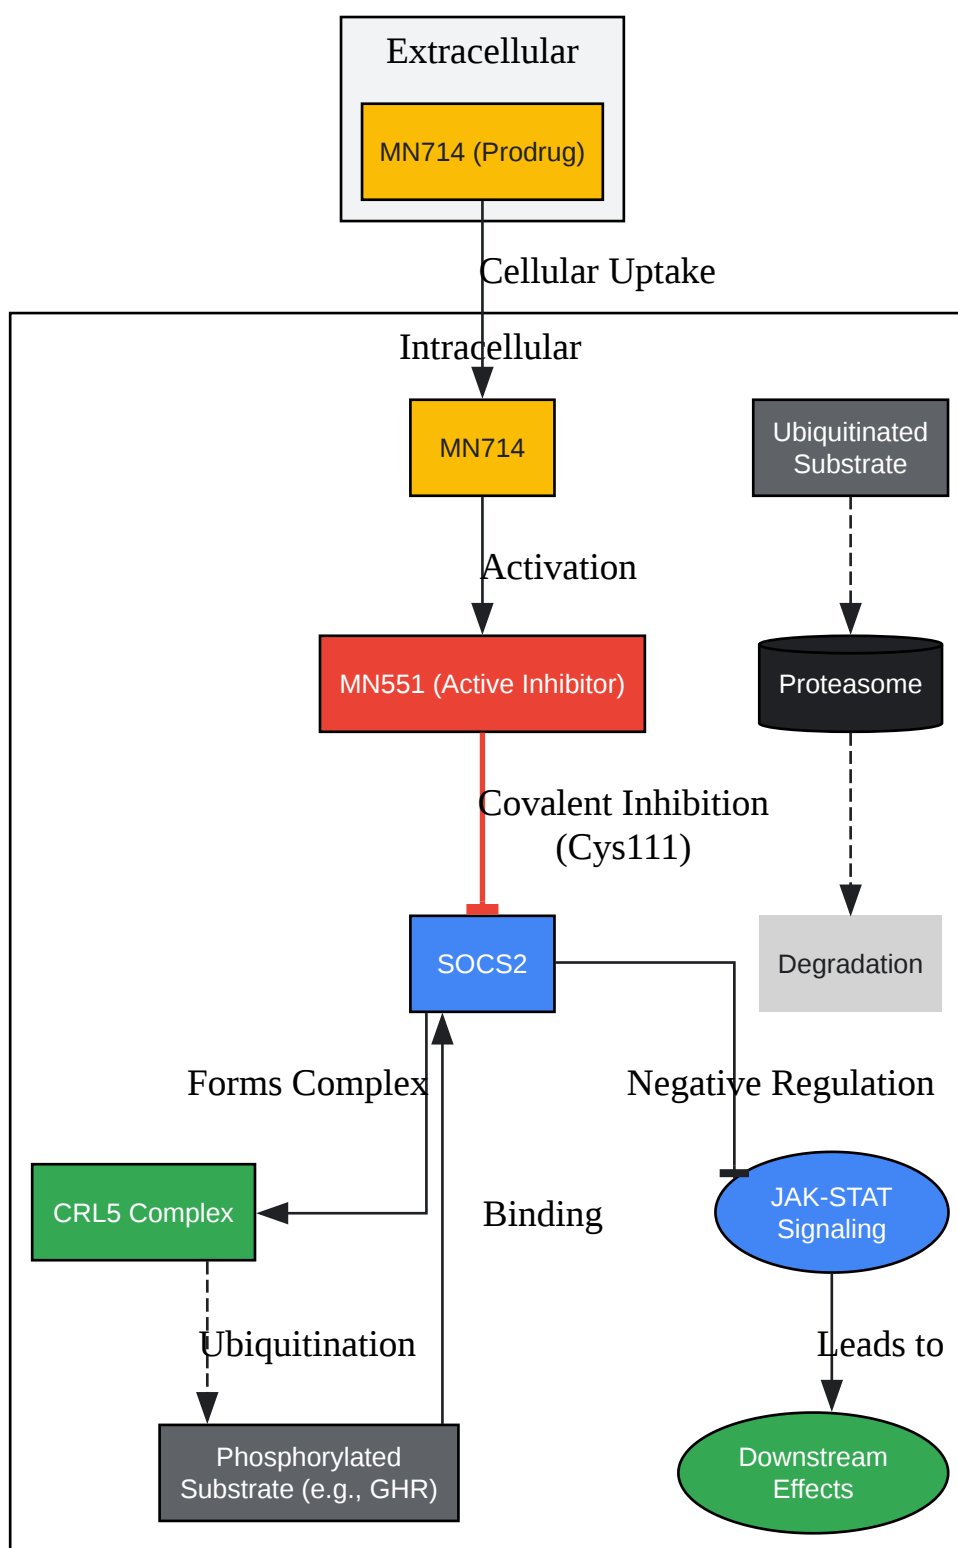 Extracellular
MN714 (Prodrug)
Cellular Uptake
Intracellular
MN714
Ubiquitinated
Substrate
Activation
MN551 (Active Inhibitor)
Proteasome
Covalent Inhibition
(Cys111)
SOCS2
Degradation
Forms Complex
Negative Regulation
CRL5 Complex
Binding
JAK-STAT
Signaling
Ubiquitination
Leads to
Phosphorylated
Substrate (e.g., GHR)
Downstream
Effects